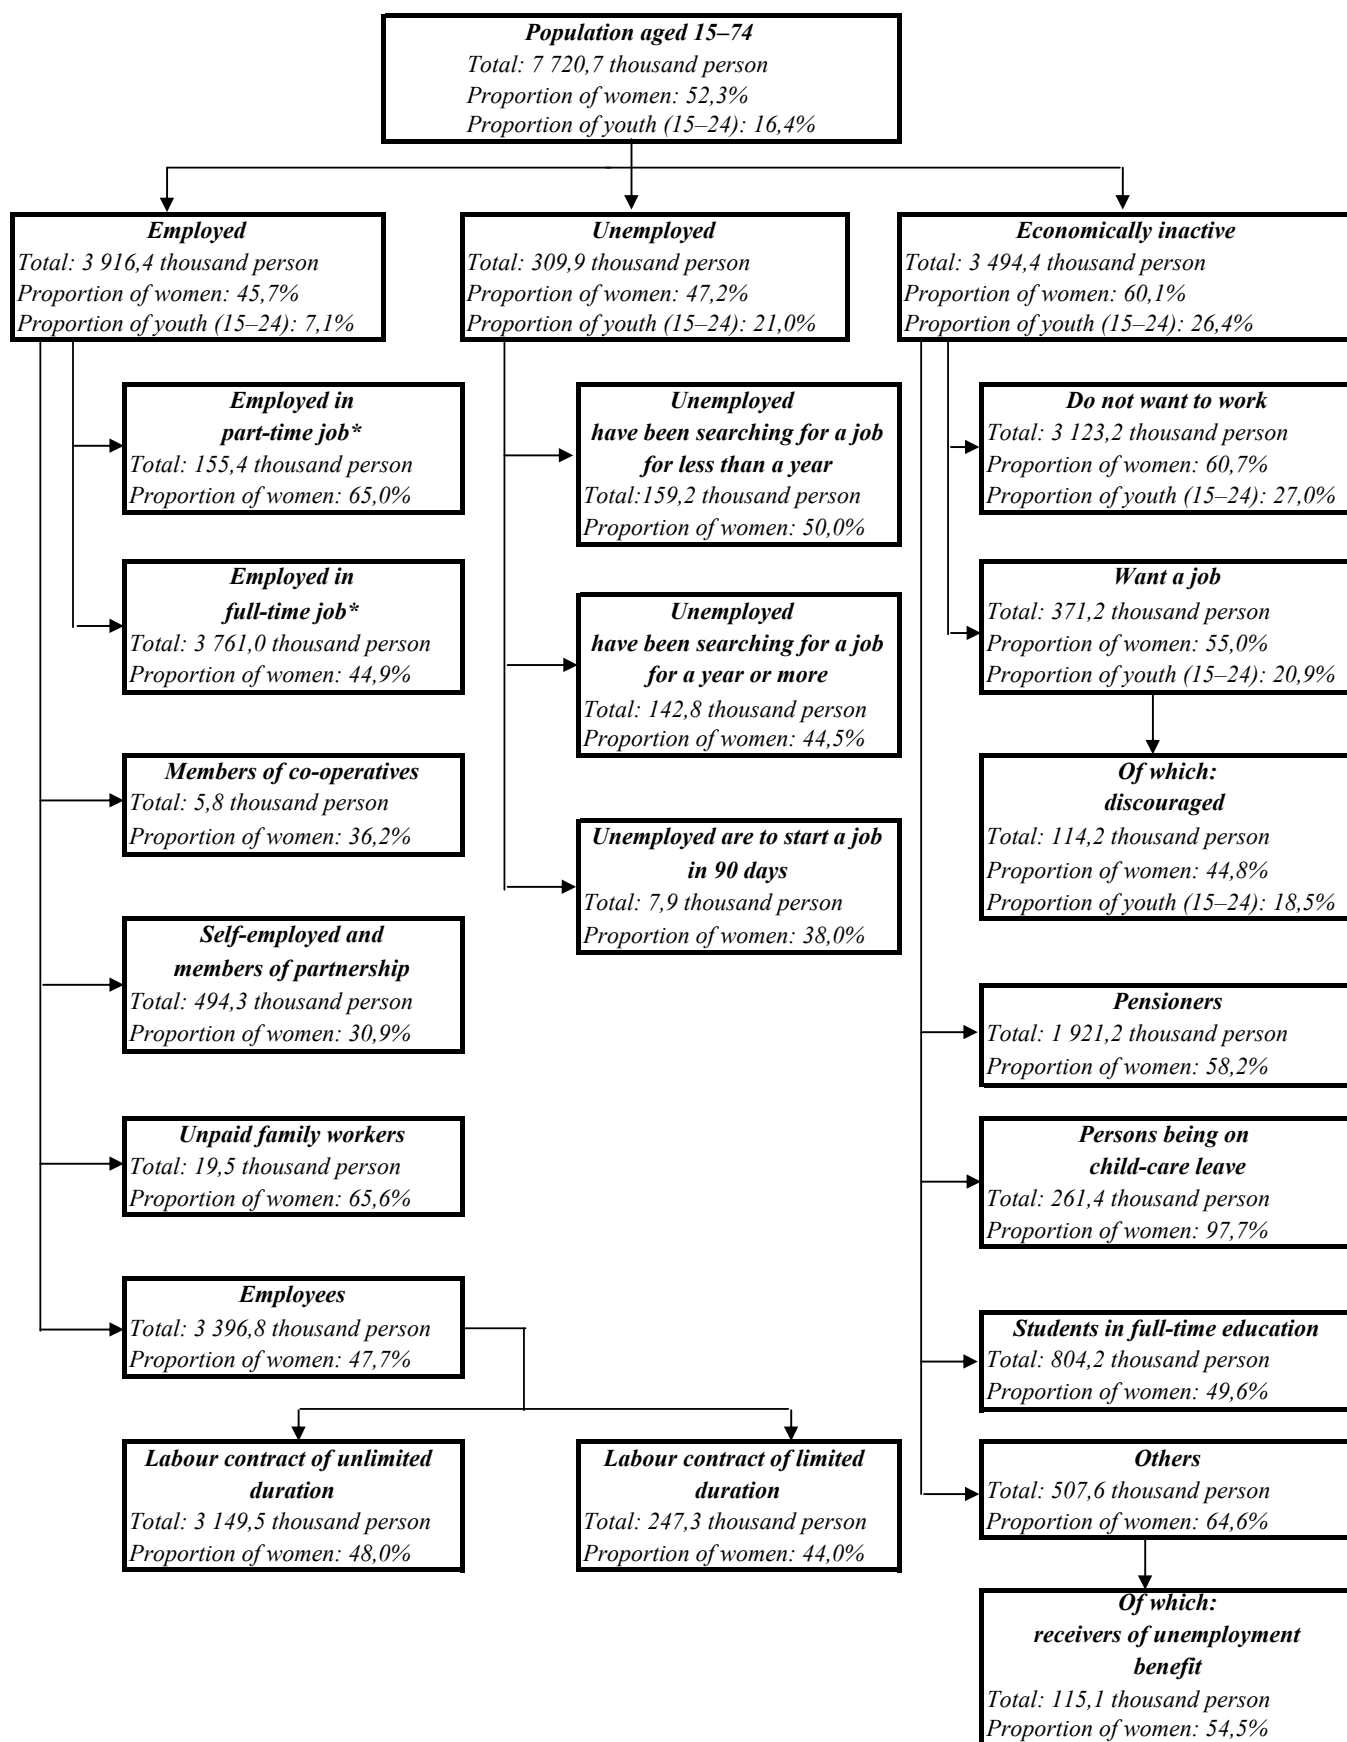 Population aged 15–74
Total: 7 720,7 thousand person
Proportion of women: 52,3%
Proportion of youth (15–24): 16,4%
Employed
Total: 3 916,4 thousand person
Proportion of women: 45,7%
Proportion of youth (15–24): 7,1%
Unemployed
Total: 309,9 thousand person
Proportion of women: 47,2%
Proportion of youth (15–24): 21,0%
Economically inactive
Total: 3 494,4 thousand person
Proportion of women: 60,1%
Proportion of youth (15–24): 26,4%
Employed in
part-time job*
Total: 155,4 thousand person
Proportion of women: 65,0%
Employed in
full-time job*
Total: 3 761,0 thousand person
Proportion of women: 44,9%
Members of co-operatives
Total: 5,8 thousand person
Proportion of women: 36,2%
Self-employed and
members of partnership
Total: 494,3 thousand person
Proportion of women: 30,9%
Unpaid family workers
Total: 19,5 thousand person
Proportion of women: 65,6%
Employees
Total: 3 396,8 thousand person
Proportion of women: 47,7%
Labour contract of unlimited
duration
Total: 3 149,5 thousand person
Proportion of women: 48,0%
Labour contract of limited
duration
Total: 247,3 thousand person
Proportion of women: 44,0%
Unemployed
have been searching for a job
for less than a year
Total:159,2 thousand person
Proportion of women: 50,0%
Unemployed
have been searching for a job
for a year or more
Total: 142,8 thousand person
Proportion of women: 44,5%
Unemployed are to start a job
in 90 days
Total: 7,9 thousand person
Proportion of women: 38,0%
Do not want to work
Total: 3 123,2 thousand person
Proportion of women: 60,7%
Proportion of youth (15–24): 27,0%
Want a job
Total: 371,2 thousand person
Proportion of women: 55,0%
Proportion of youth (15–24): 20,9%
Of which:
discouraged
Total: 114,2 thousand person
Proportion of women: 44,8%
Proportion of youth (15–24): 18,5%
Pensioners
Total: 1 921,2 thousand person
Proportion of women: 58,2%
Persons being on
child-care leave
Total: 261,4 thousand person
Proportion of women: 97,7%
Students in full-time education
Total: 804,2 thousand person
Proportion of women: 49,6%
Others
Total: 507,6 thousand person
Proportion of women: 64,6%
Of which:
receivers of unemployment
benefit
Total: 115,1 thousand person
Proportion of women: 54,5%